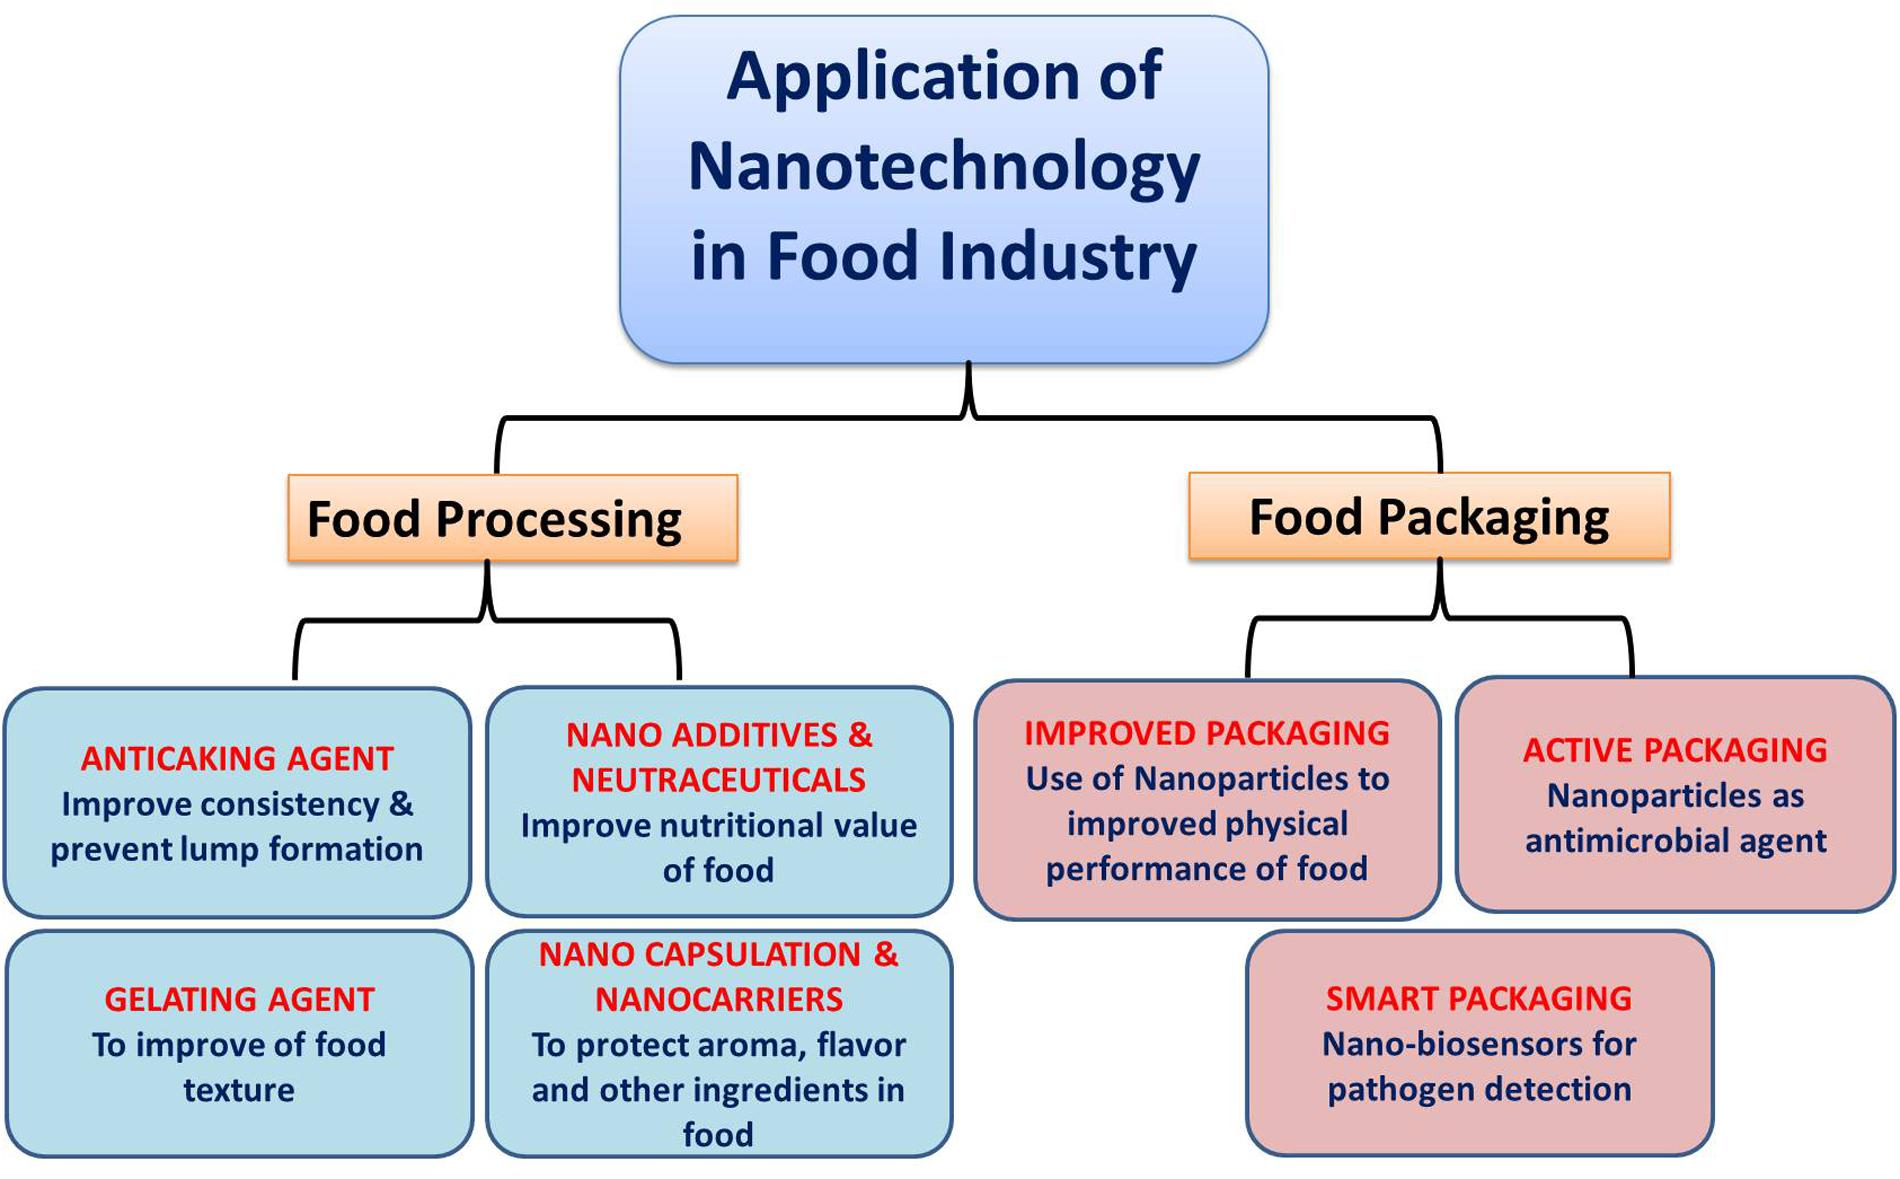 Application of
Nanotechnology
in Food Industry
Food Processing
Food Packaging
ANTICAKING AGENT
Improve consistency &
prevent lump formation
NANO ADDITIVES &
NEUTRACEUTICALS
Improve nutritional value
of food
IMPROVED PACKAGING
Use of Nanoparticles to
improved physical
performance of food
ACTIVE PACKAGING
Nanoparticles as
antimicrobial agent
GELATING AGENT
To improve of food
texture
NANO CAPSULATION &
NANOCARRIERS
To protect aroma, flavor
and other ingredients in
food
SMART PACKAGING
Nano-biosensors for
pathogen detection